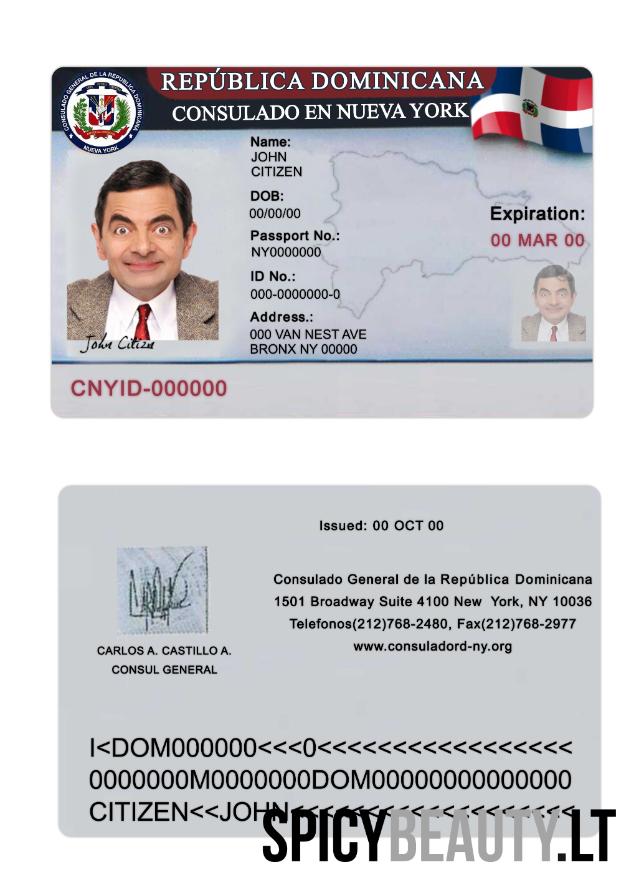 CONSULADO GENERAL DE LA REPUBLICA DOMINICANA
NUEVA YORK
REPÚBLICA DOMINICANA
CONSULADO EN NUEVA YORK
Name:
JOHN
CITIZEN
DOB:
00/00/00
Passport No.:
NY0000000
ID No.:
000-0000000-0
Address.:
000 VAN NEST AVE
BRONX NY 00000
Expiration:
00 MAR 00
John Citizen
CNYID-000000
Issued: 00 OCT 00
CARLOS A. CASTILLO A.
CONSUL GENERAL
Consulado General de la República Dominicana
1501 Broadway Suite 4100 New York, NY 10036
Telefonos(212)768-2480, Fax(212)768-2977
www.consuladord-ny.org
I<DOM000000<<<0<<<<<<<<<<<<<<<<<
0000000M0000000DOM00000000000000
CITIZEN<<JOHN<<<<<<<<<<<<<<<<<<<
SPICYBEAUTY.LT